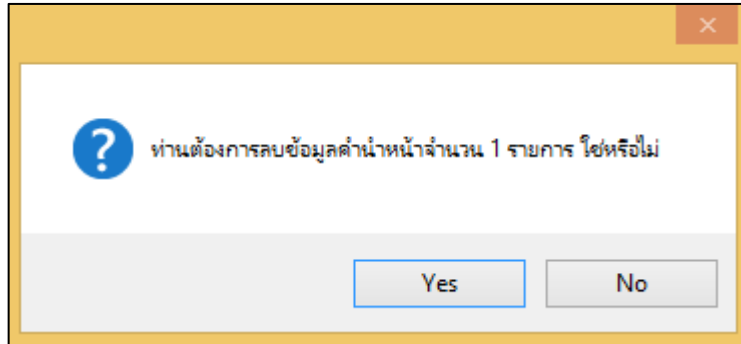 ท่านต้องการลบข้อมูลคำนำหน้าจำนวน 1 รายการ ใช่หรือไม่
Yes
No